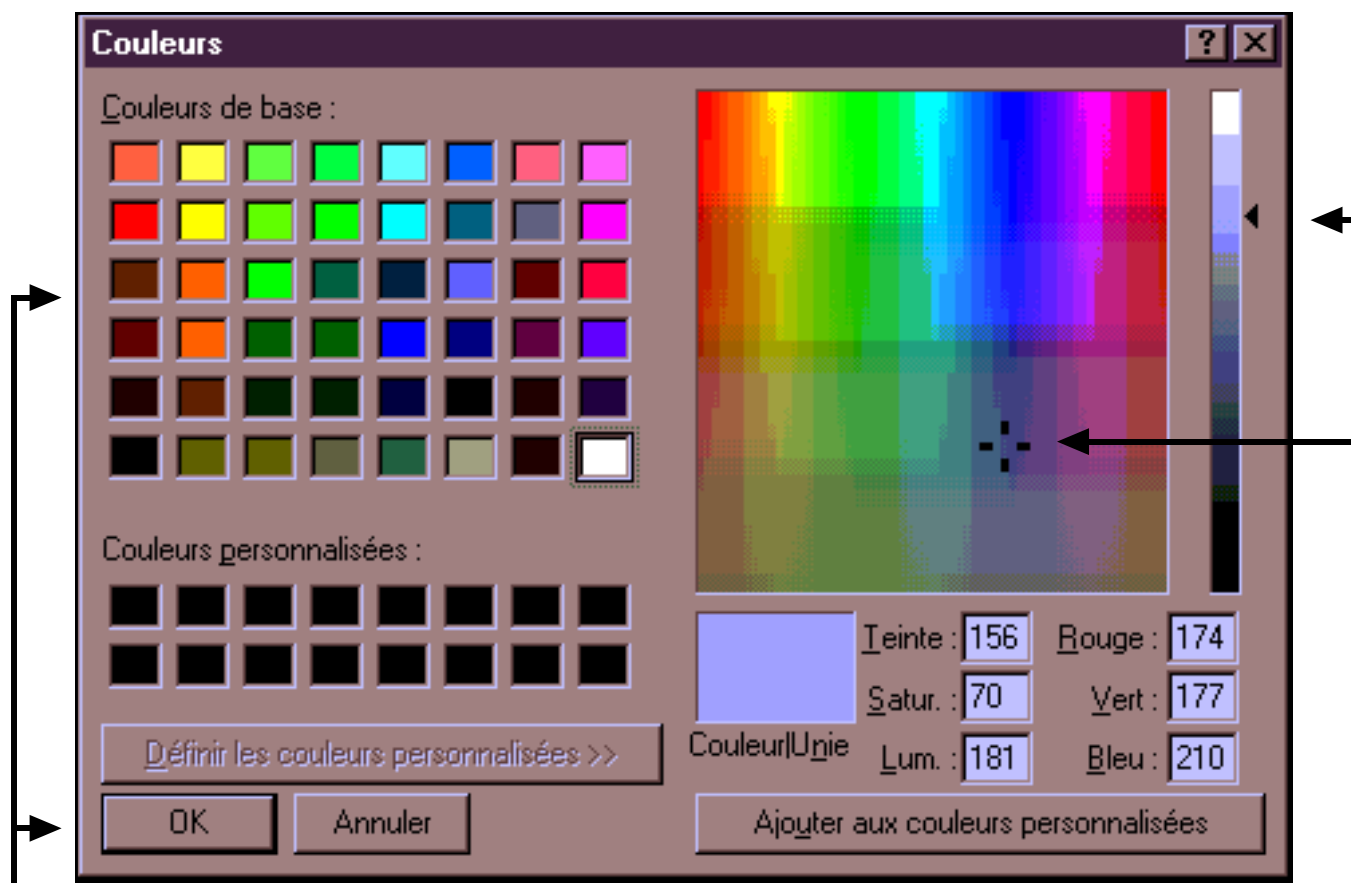 Couleurs
?
Couleurs de base :
Couleurs personnalisées :
Définir les couleurs personnalisées >>
OK
Annuler
Teinte : 156
Rouge : 174
Satur. : 70
Vert : 177
Couleur|Unie
Lum. : 181
Bleu : 210
Ajouter aux couleurs personnalisées